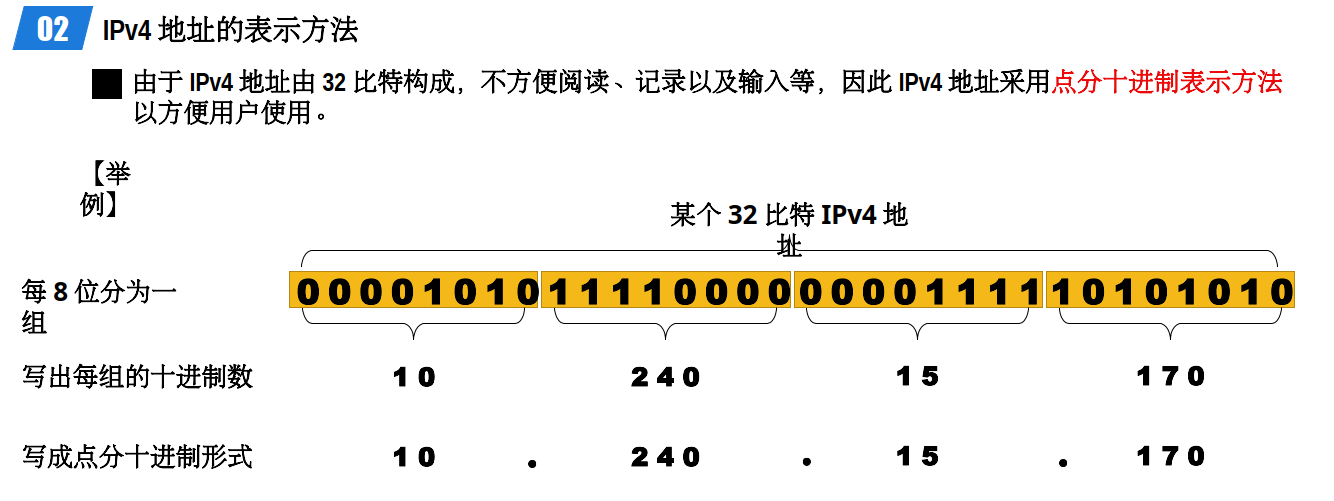 02 IPv4 地址的表示方法
由于 IPv4 地址由 32 比特构成，不方便阅读、记录以及输入等，因此 IPv4 地址采用点分十进制表示方法
以方便用户使用。
【举
例】
某个 32 比特 IPv4 地
址
每 8 位分为一
组
00001010 11110000 00001111 10101010
写出每组的十进制数 10 240 15 170
写成点分十进制形式 10 . 240 . 15 . 170